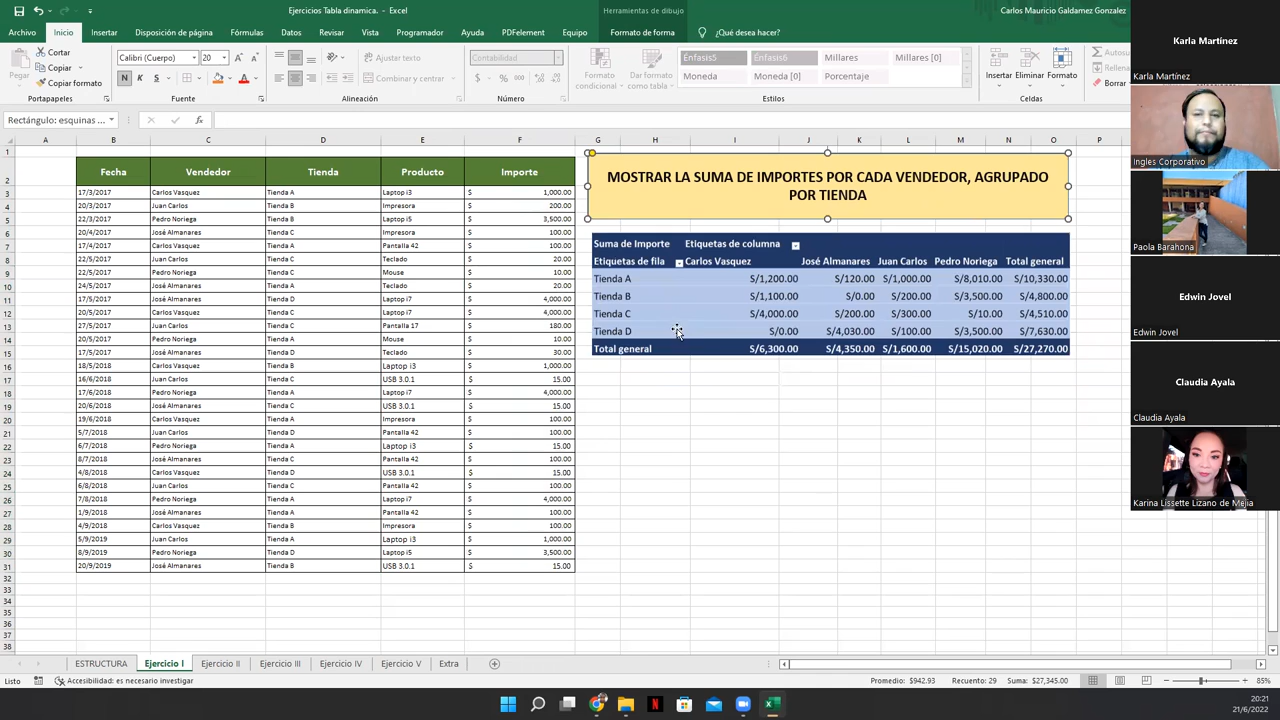 Ejercicios Tabla dinamica. - Excel
Herramientas de dibujo
Carlos Mauricio Galdamez Gonzalez
Archivo Inicio Insertar Disposición de página Fórmulas Datos Revisar Vista Programador Ayuda PDFelement Equipo Formato de forma ¿Qué desea hacer?
Pegar
Cortar
Copiar
Copiar formato
Portapapeles
Calibri (Cuerpo) 20
N K S
Fuente
Ajustar texto
Combinar y centrar
Alineación
Contabilidad
$ % 000
Número
Formato condicional
Dar formato como tabla
Énfasis5 Énfasis6 Millares Millares [0]
Moneda Moneda [0] Porcentaje
Estilos
Insertar Eliminar Formato
Celdas
Autosu
Rellena
Borrar
Rectángulo: esquinas ...
fx
A B C D E F G H I J K L M N O P
Fecha Vendedor Tienda Producto Importe
17/3/2017 Carlos Vasquez Tienda A Laptop i3 $ 1,000.00
20/3/2017 Juan Carlos Tienda B Impresora $ 200.00
22/3/2017 Pedro Noriega Tienda B Laptop i5 $ 3,500.00
20/4/2017 José Almanares Tienda C Impresora $ 100.00
17/4/2017 Carlos Vasquez Tienda A Pantalla 42 $ 100.00
22/5/2017 Juan Carlos Tienda C Teclado $ 20.00
22/5/2017 Pedro Noriega Tienda C Mouse $ 10.00
24/5/2017 José Almanares Tienda A Teclado $ 20.00
17/5/2017 José Almanares Tienda D Laptop i7 $ 4,000.00
20/5/2017 Carlos Vasquez Tienda C Laptop i7 $ 4,000.00
27/5/2017 Juan Carlos Tienda C Pantalla 17 $ 180.00
20/5/2017 Pedro Noriega Tienda A Mouse $ 10.00
17/5/2017 José Almanares Tienda D Teclado $ 30.00
18/5/2018 Carlos Vasquez Tienda B Laptop i3 $ 1,000.00
16/6/2018 Juan Carlos Tienda C USB 3.0.1 $ 15.00
17/6/2018 Pedro Noriega Tienda A Laptop i7 $ 4,000.00
20/6/2018 José Almanares Tienda C USB 3.0.1 $ 15.00
19/6/2018 Carlos Vasquez Tienda A Impresora $ 100.00
5/7/2018 Juan Carlos Tienda D Pantalla 42 $ 100.00
6/7/2018 Pedro Noriega Tienda A Laptop i3 $ 15.00
8/7/2018 José Almanares Tienda C Pantalla 42 $ 100.00
4/8/2018 Carlos Vasquez Tienda D USB 3.0.1 $ 15.00
6/8/2018 Juan Carlos Tienda C Pantalla 42 $ 100.00
7/8/2018 Pedro Noriega Tienda A Laptop i7 $ 4,000.00
1/9/2018 José Almanares Tienda A Pantalla 42 $ 100.00
4/9/2018 Carlos Vasquez Tienda B Impresora $ 100.00
5/9/2019 Juan Carlos Tienda A Laptop i3 $ 1,000.00
8/9/2019 Pedro Noriega Tienda D Laptop i5 $ 3,500.00
20/9/2019 José Almanares Tienda B USB 3.0.1 $ 15.00
MOSTRAR LA SUMA DE IMPORTES POR CADA VENDEDOR, AGRUPADO
POR TIENDA
Suma de Importe Etiquetas de columna
Etiquetas de fila Carlos Vasquez José Almanares Juan Carlos Pedro Noriega Total general
Tienda A S/1,200.00 S/120.00 S/1,000.00 S/8,010.00 S/10,330.00
Tienda B S/1,100.00 S/0.00 S/200.00 S/3,500.00 S/4,800.00
Tienda C S/4,000.00 S/200.00 S/300.00 S/10.00 S/4,510.00
Tienda D S/0.00 S/4,030.00 S/100.00 S/3,500.00 S/7,630.00
Total general S/6,300.00 S/4,350.00 S/1,600.00 S/15,020.00 S/27,270.00
Karla Martínez
Karla Martínez
Ingles Corporativo
Paola Barahona
Edwin Jovel
Edwin Jovel
Claudia Ayala
Claudia Ayala
Karina Lissette Lizano de Mejia
ESTRUCTURA Ejercicio I Ejercicio II Ejercicio III Ejercicio IV Ejercicio V Extra
Listo Accesibilidad: es necesario investigar Promedio: $942.93 Recuento: 29 Suma: $27,345.00 85%
20:21
21/6/2022